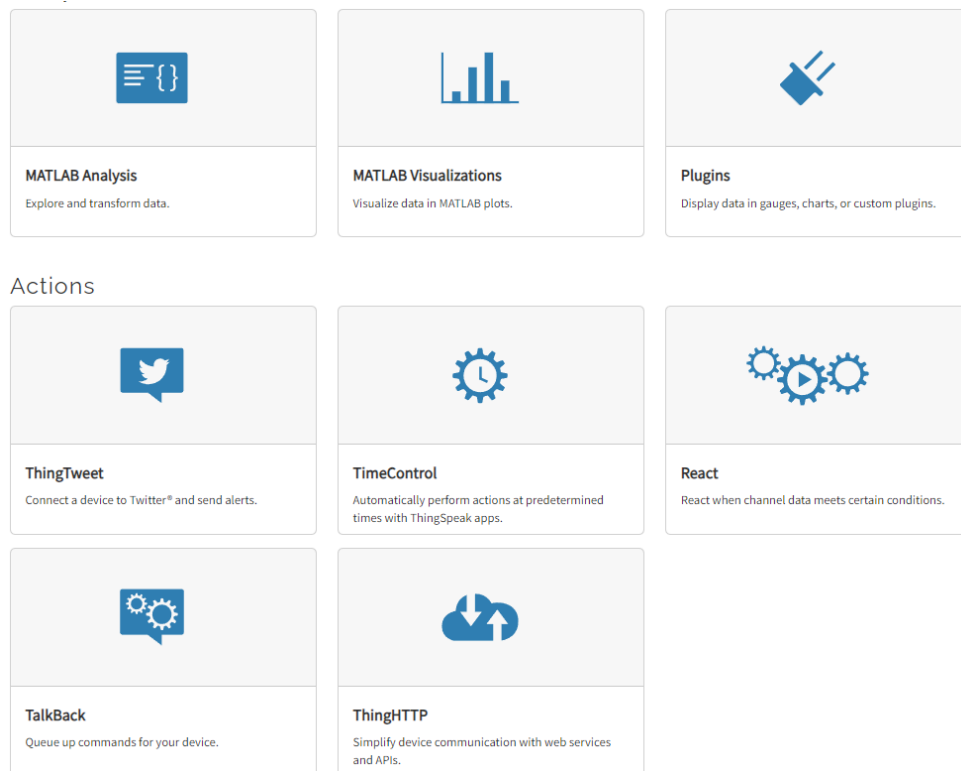 MATLAB Analysis
Explore and transform data.
MATLAB Visualizations
Visualize data in MATLAB plots.
Plugins
Display data in gauges, charts, or custom plugins.
Actions
ThingTweet
Connect a device to Twitter® and send alerts.
TimeControl
Automatically perform actions at predetermined
times with ThingSpeak apps.
React
React when channel data meets certain conditions.
TalkBack
Queue up commands for your device.
ThingHTTP
Simplify device communication with web services
and APIs.